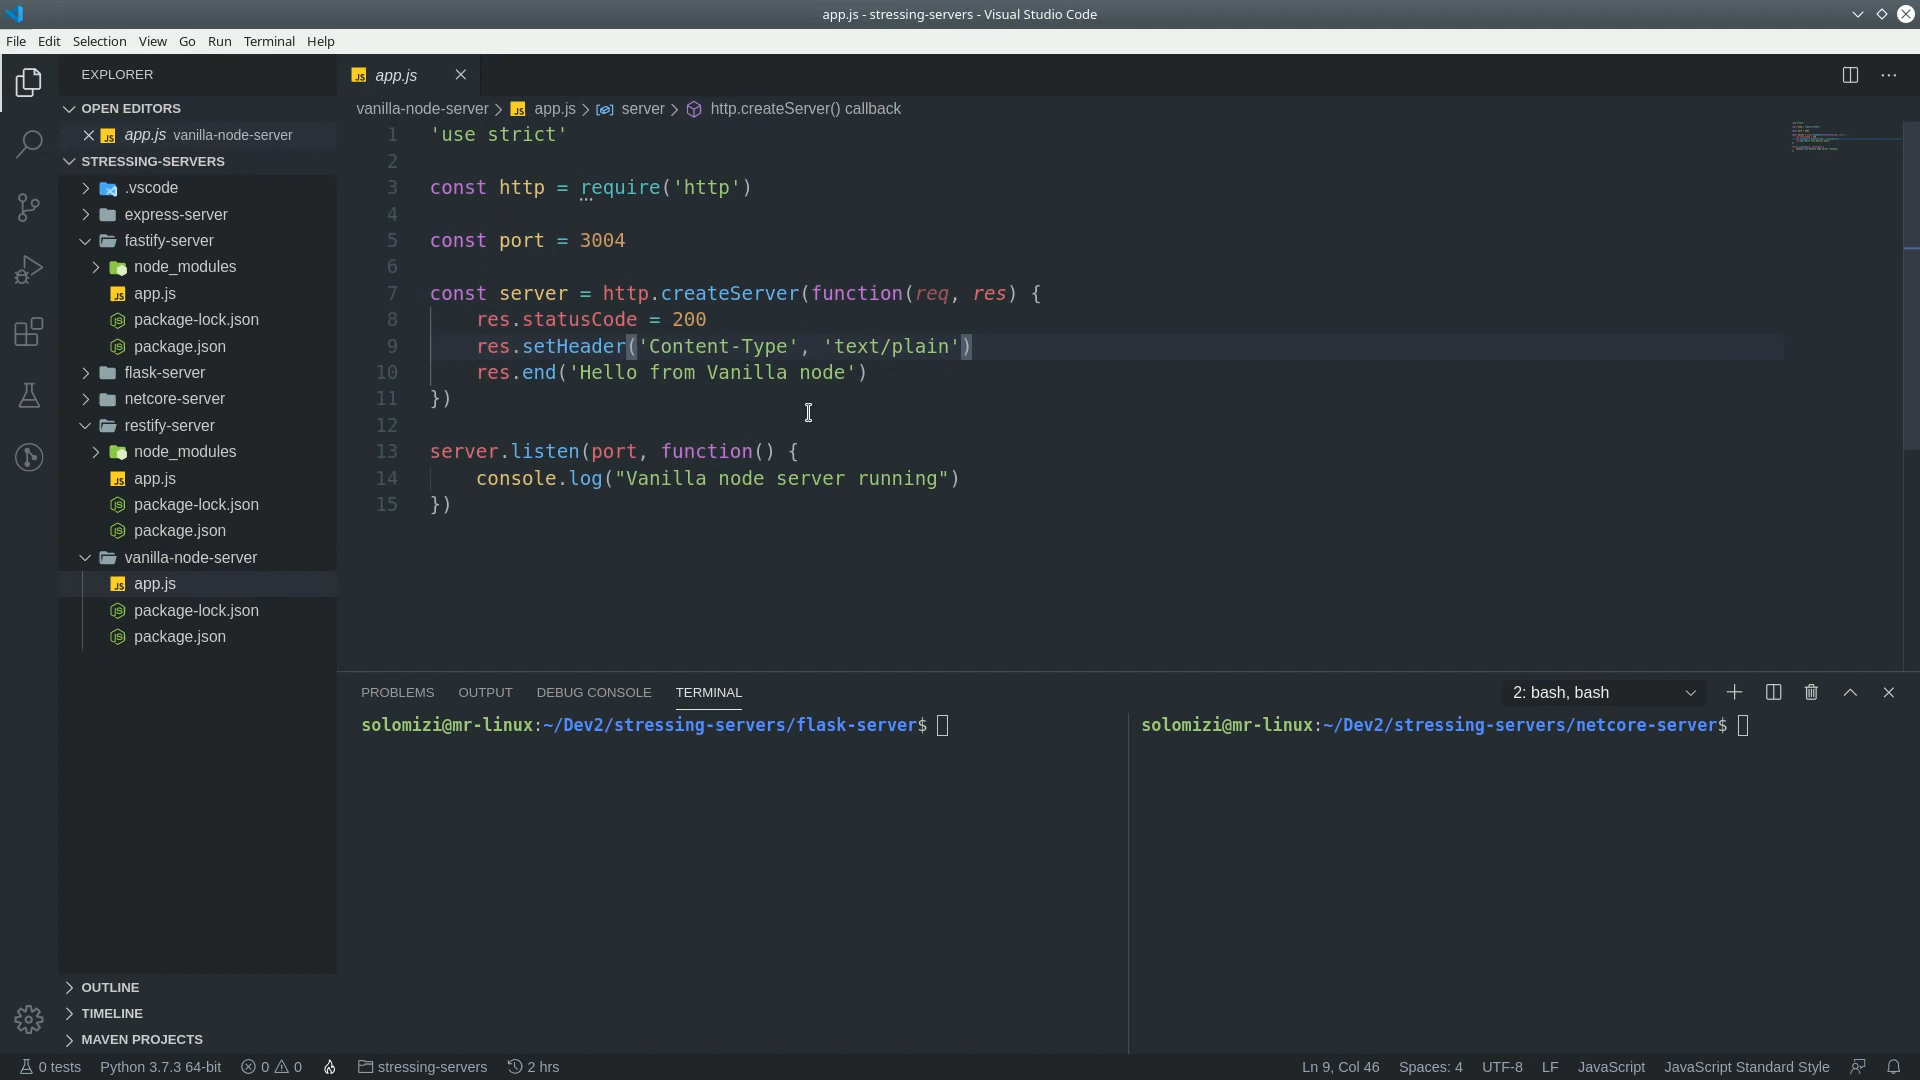 app.js - stressing-servers - Visual Studio Code
File Edit Selection View Go Run Terminal Help
EXPLORER
OPEN EDITORS
app.js vanilla-node-server
STRESSING-SERVERS
.vscode
express-server
fastify-server
node_modules
app.js
package-lock.json
package.json
flask-server
netcore-server
restify-server
node_modules
app.js
package-lock.json
package.json
vanilla-node-server
app.js
package-lock.json
package.json
OUTLINE
TIMELINE
MAVEN PROJECTS
app.js
vanilla-node-server > app.js > server > http.createServer() callback
1 'use strict'
2
3 const http = require('http')
4
5 const port = 3004
6
7 const server = http.createServer(function(req, res) {
8     res.statusCode = 200
9     res.setHeader('Content-Type', 'text/plain')
10     res.end('Hello from Vanilla node')
11 })
12
13 server.listen(port, function() {
14     console.log("Vanilla node server running")
15 })
PROBLEMS OUTPUT DEBUG CONSOLE TERMINAL
2: bash, bash
solomizi@mr-linux:~/Dev2/stressing-servers/flask-server$
solomizi@mr-linux:~/Dev2/stressing-servers/netcore-server$
0 tests Python 3.7.3 64-bit 0 0 stressing-servers 2 hrs
Ln 9, Col 46 Spaces: 4 UTF-8 LF JavaScript JavaScript Standard Style